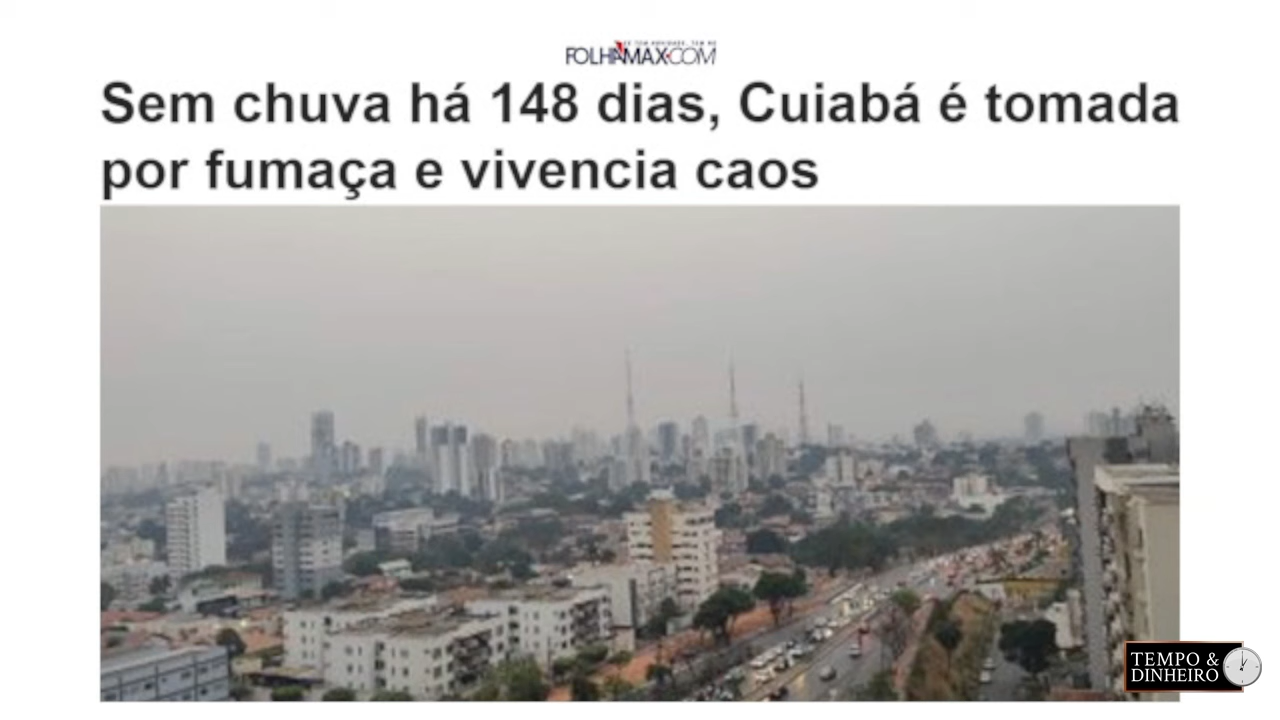 FOLHAMAX.COM
Sem chuva há 148 dias, Cuiabá é tomada
por fumaça e vivencia caos
TEMPO &
DINHEIRO